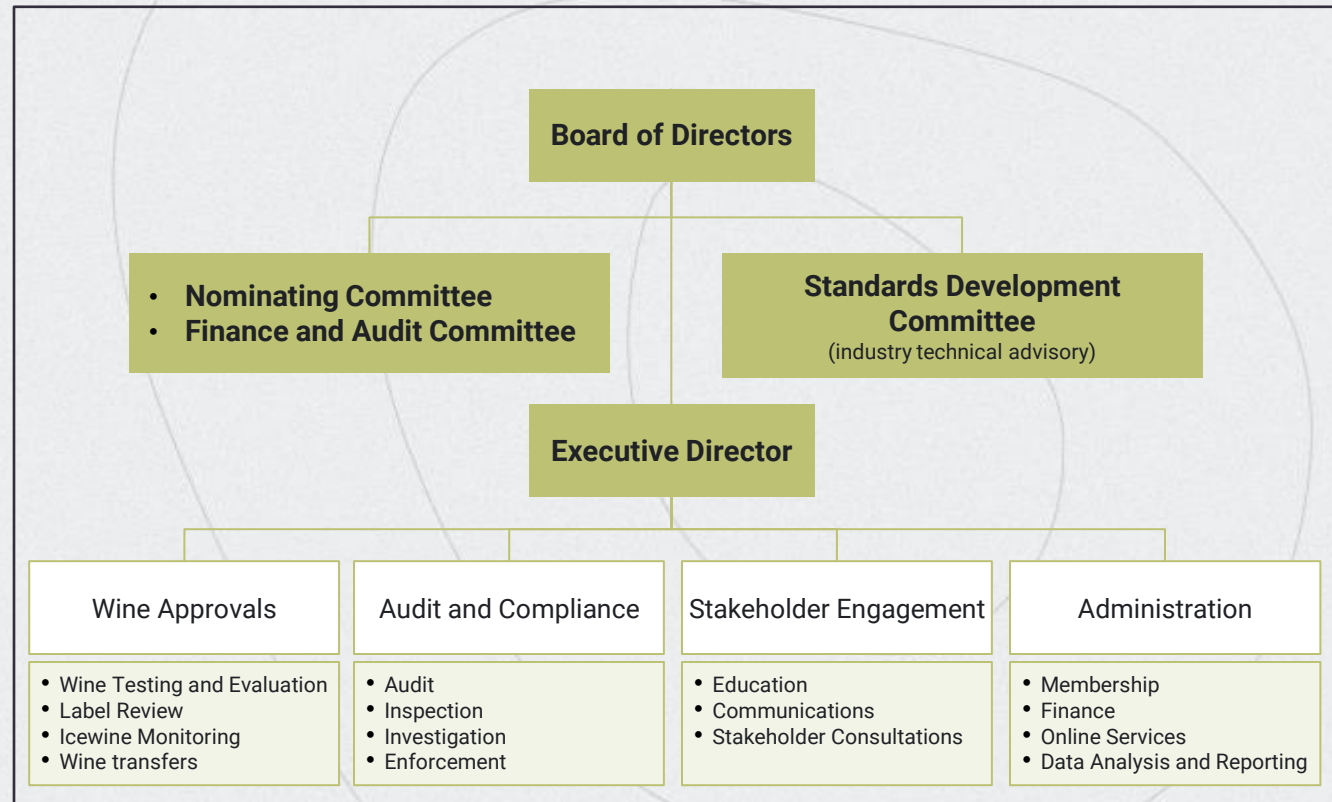 Board of Directors
• Nominating Committee
• Finance and Audit Committee
Standards Development
Committee
(industry technical advisory)
Executive Director
Wine Approvals
• Wine Testing and Evaluation
• Label Review
• Icewine Monitoring
• Wine transfers
Audit and Compliance
• Audit
• Inspection
• Investigation
• Enforcement
Stakeholder Engagement
• Education
• Communications
• Stakeholder Consultations
Administration
• Membership
• Finance
• Online Services
• Data Analysis and Reporting